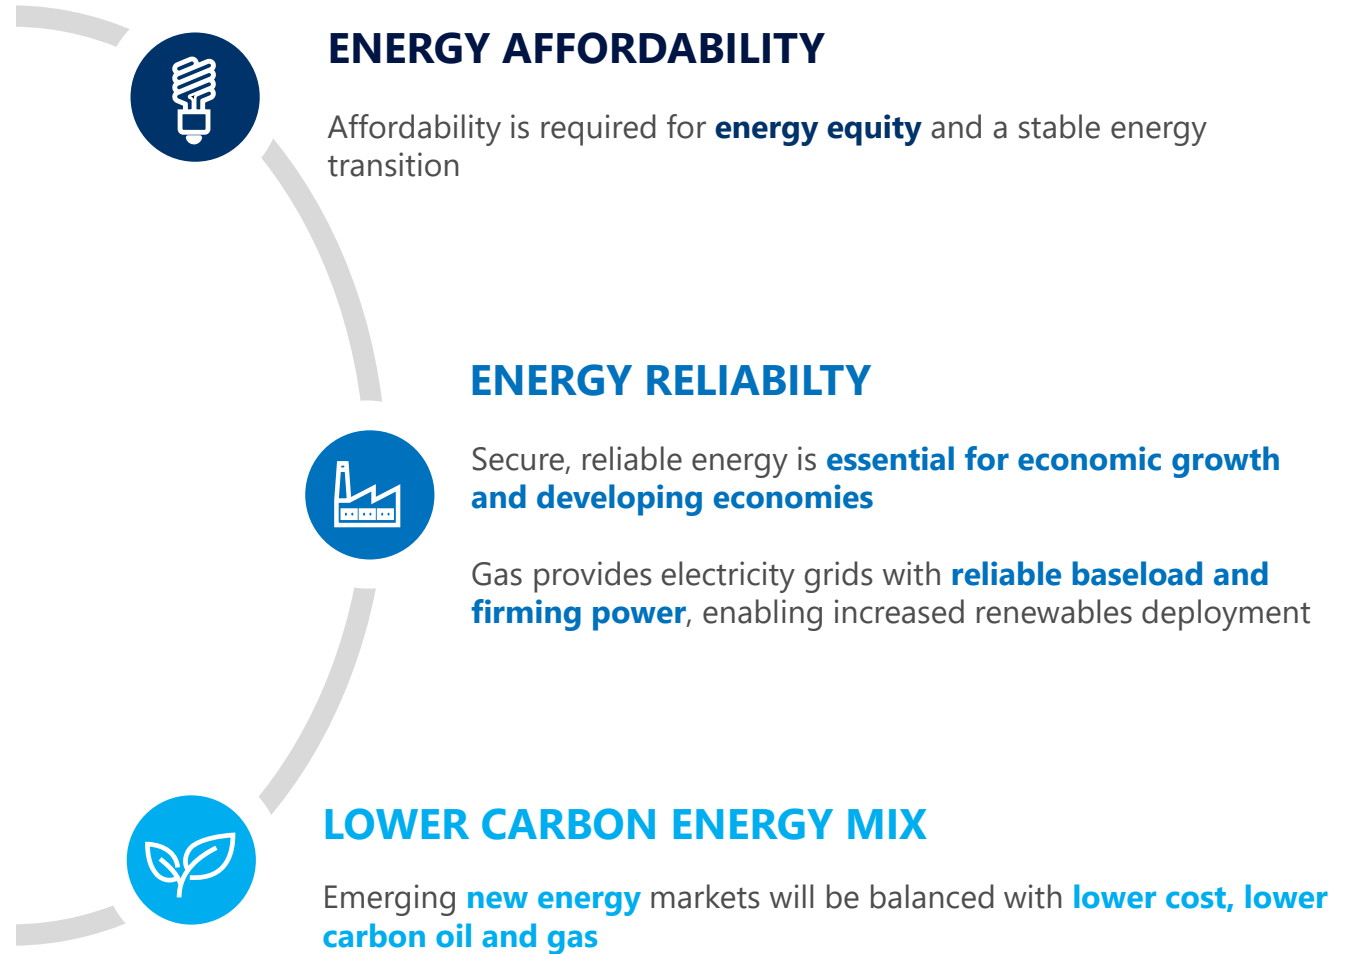 ENERGY AFFORDABILITY
Affordability is required for energy equity and a stable energy
transition
ENERGY RELIABILTY
Secure, reliable energy is essential for economic growth
and developing economies
Gas provides electricity grids with reliable baseload and
firming power, enabling increased renewables deployment
LOWER CARBON ENERGY MIX
Emerging new energy markets will be balanced with lower cost, lower
carbon oil and gas